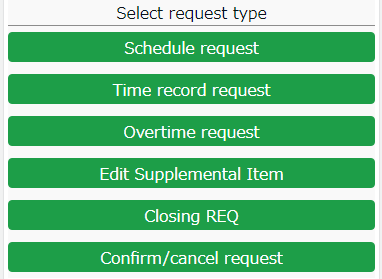 Select request type
Schedule request
Time record request
Overtime request
Edit Supplemental Item
Closing REQ
Confirm/cancel request